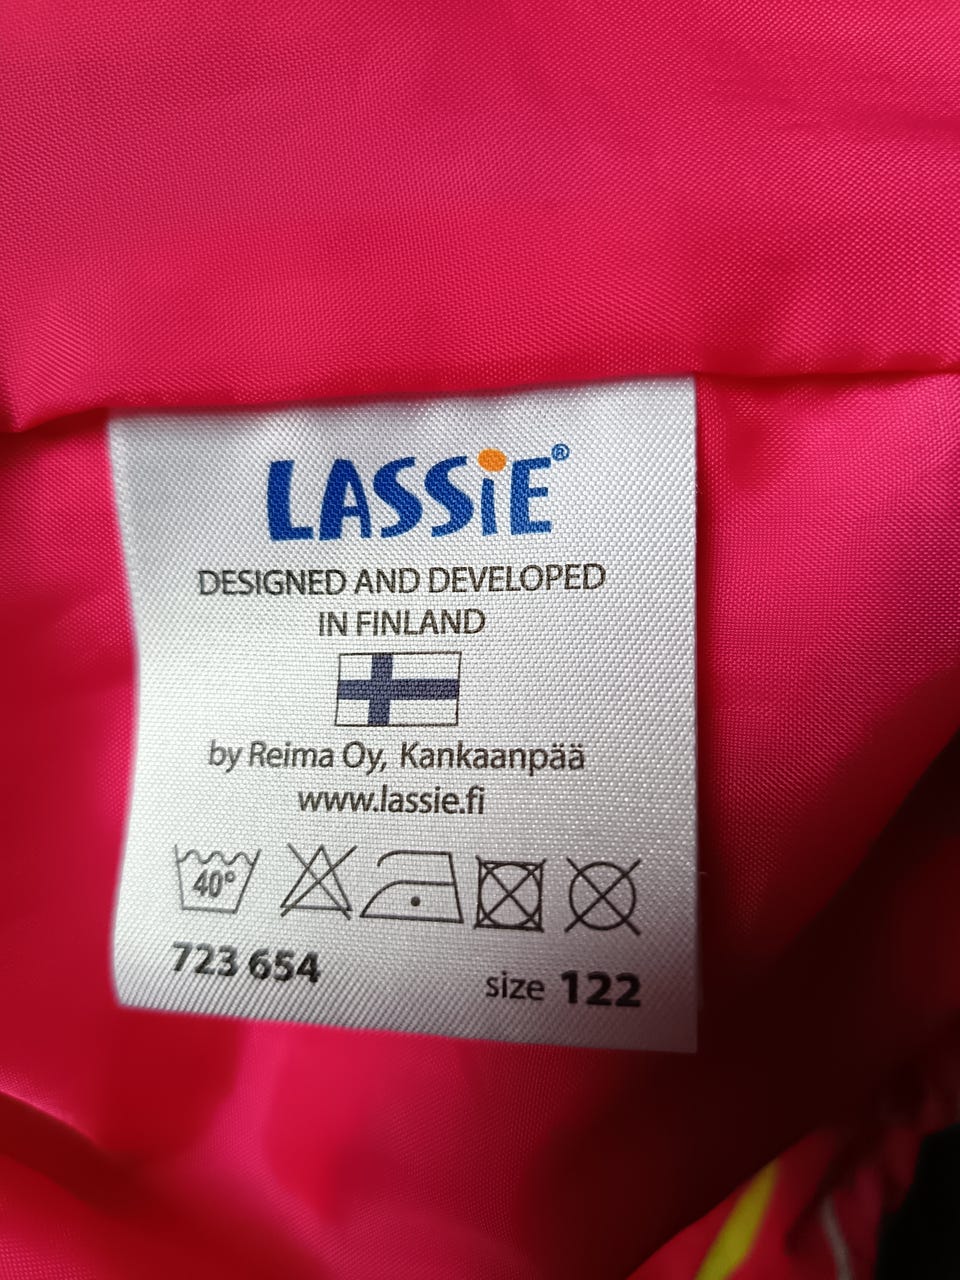 LASSiE®
DESIGNED AND DEVELOPED
IN FINLAND
by Reima Oy, Kankaanpää
www.lassie.fi
40°
723 654
size 122